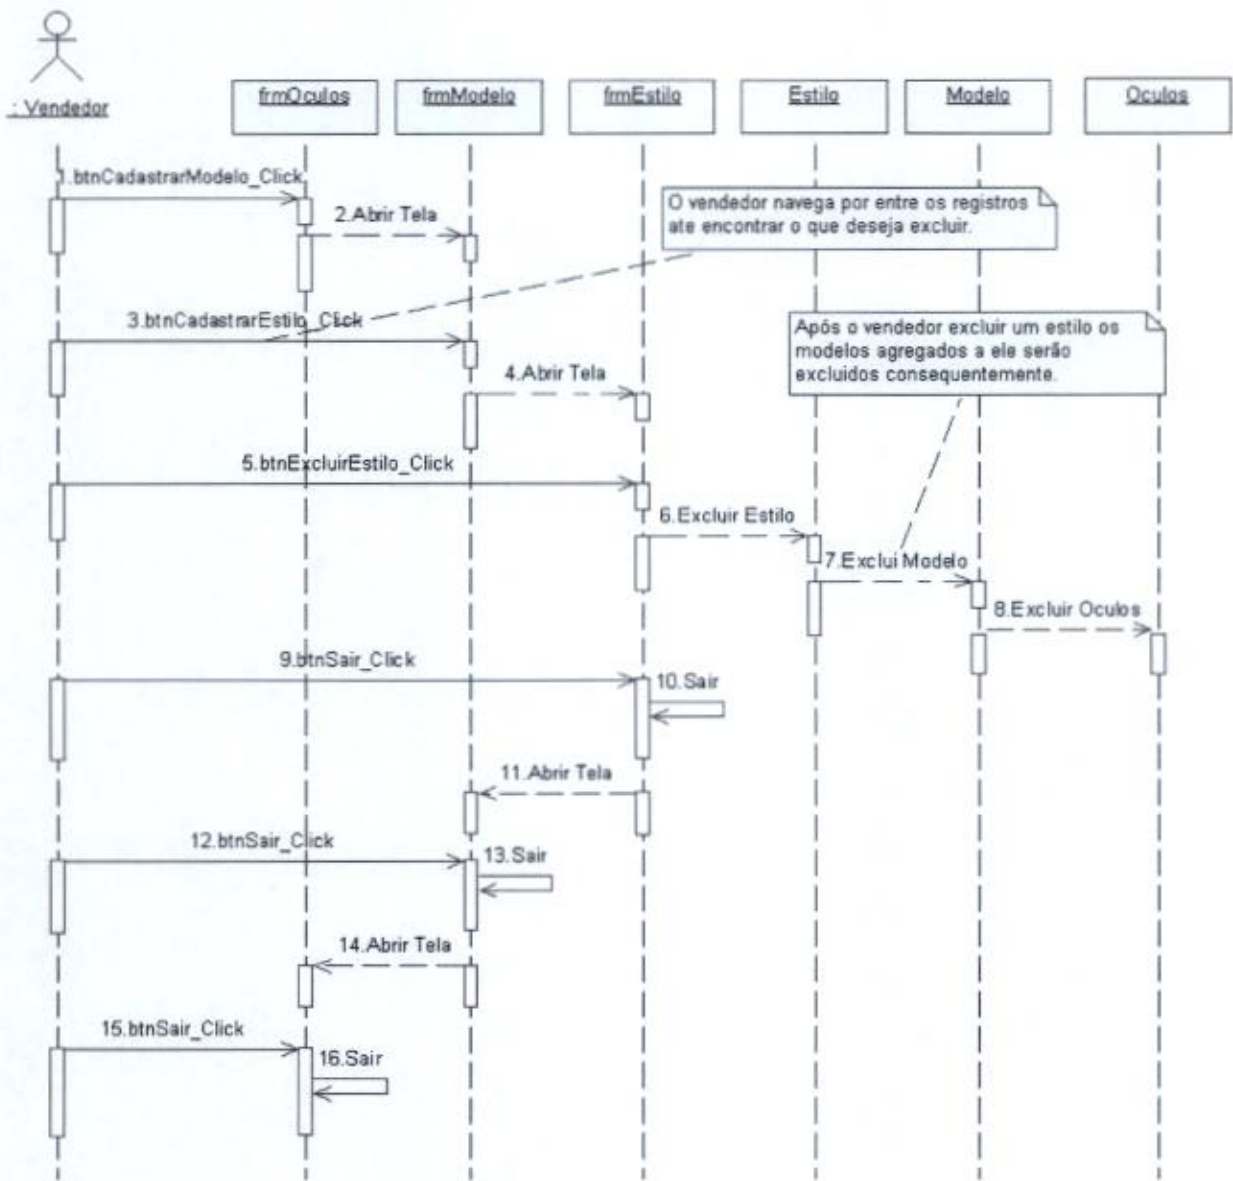 : Vendedor
frmOculos
frmModelo
frmEstilo
Estilo
Modelo
Oculos
1.btnCadastrarModelo_Click
2.Abrir Tela
O vendedor navega por entre os registros
ate encontrar o que deseja excluir.
3.btnCadastrarEstilo_Click
Após o vendedor excluir um estilo os
modelos agregados a ele serão
excluidos consequentemente.
4.Abrir Tela
5.btnExcluirEstilo_Click
6.Excluir Estilo
7.Exclui Modelo
8.Excluir Oculos
9.btnSair_Click
10.Sair
11.Abrir Tela
12.btnSair_Click
13.Sair
14.Abrir Tela
15.btnSair_Click
16.Sair